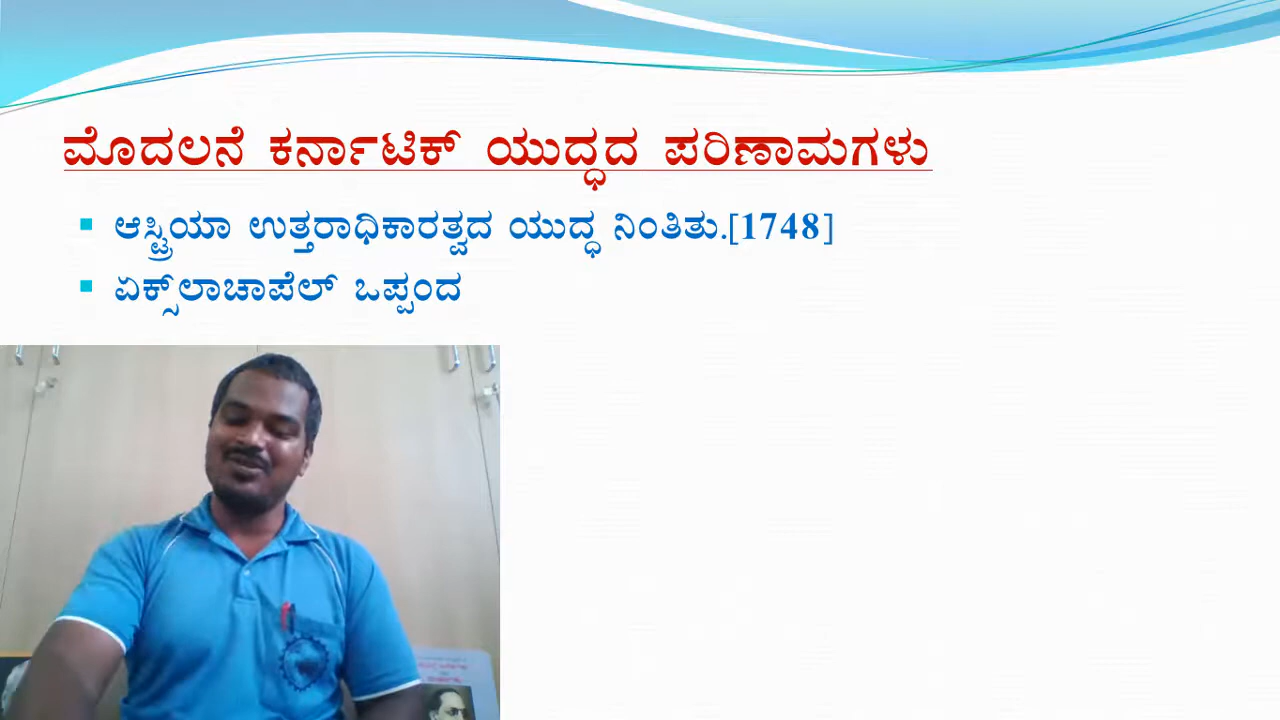 ಮೊದಲನೆ ಕರ್ನಾಟಿಕ್ ಯುದ್ಧದ ಪರಿಣಾಮಗಳು
ಆಸ್ಟ್ರಿಯಾ ಉತ್ತರಾಧಿಕಾರತ್ವದ ಯುದ್ಧ ನಿಂತಿತು.[1748]
ಏಕ್ಸ್‌ಲಾಚಾಪೆಲ್ ಒಪ್ಪಂದ